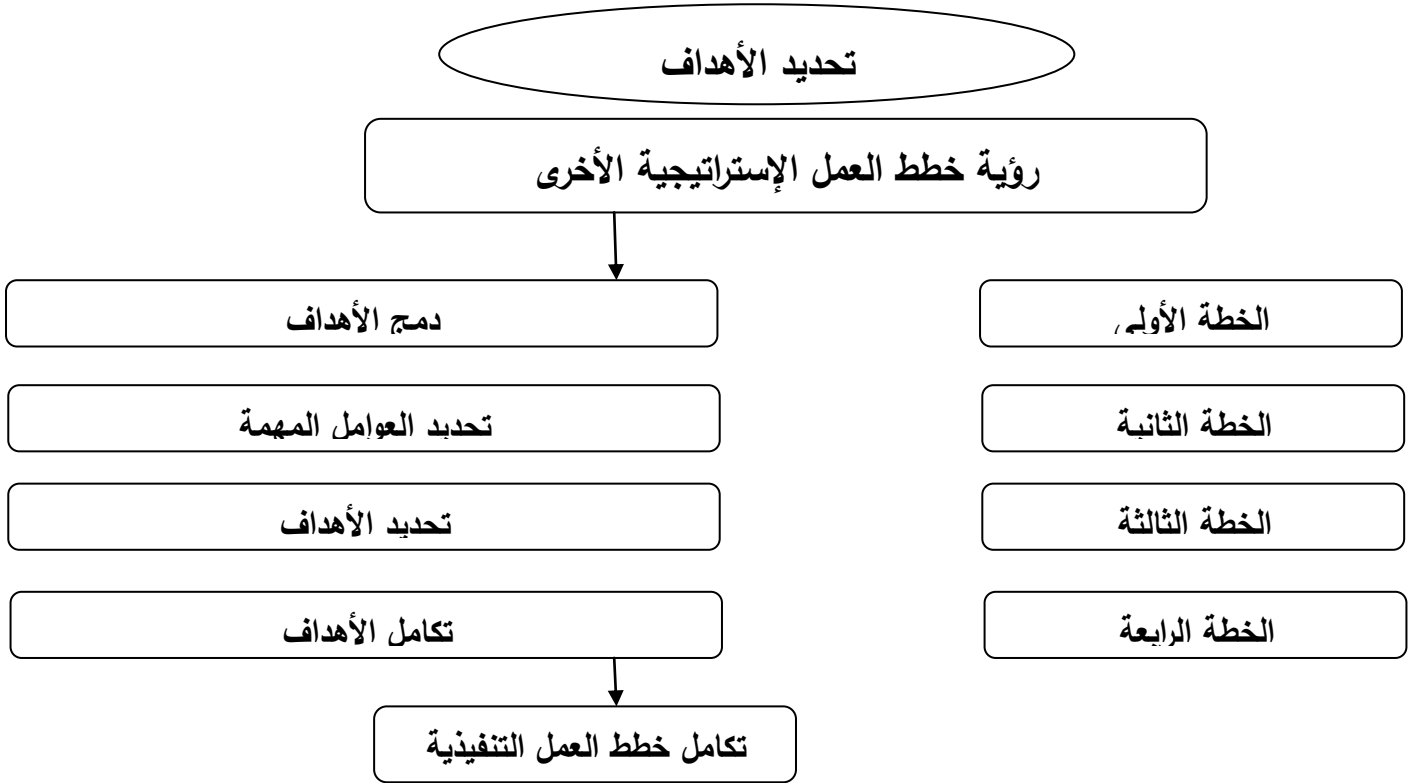 تحديد الأهداف
رؤية خطط العمل الإستراتيجية الأخرى
الخطة الأولى
دمج الأهداف
الخطة الثانية
تحديد العوامل المهمة
الخطة الثالثة
تحديد الأهداف
الخطة الرابعة
تكامل الأهداف
تكامل خطط العمل التنفيذية